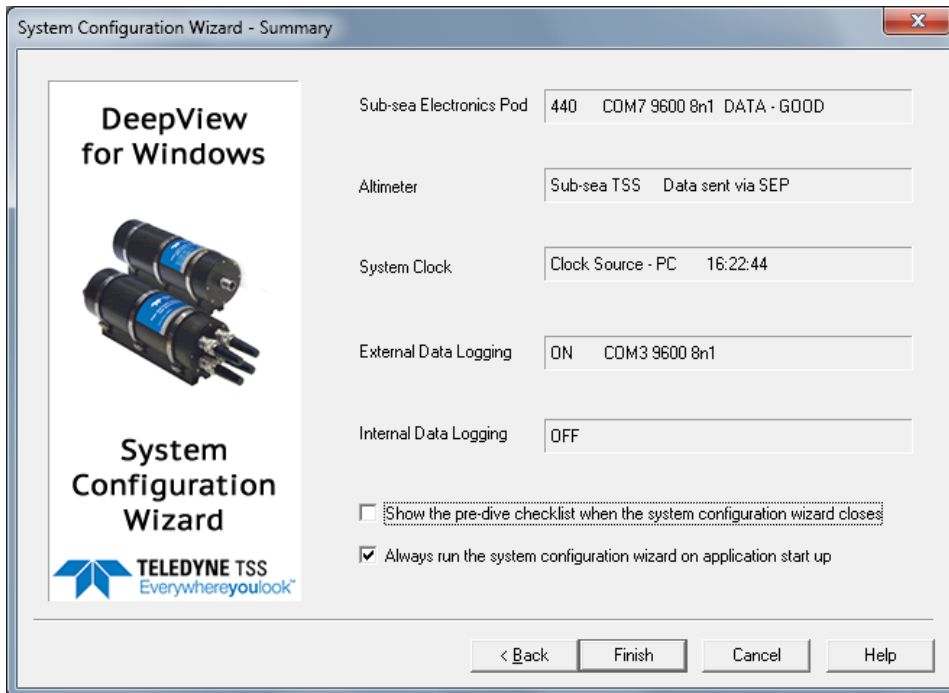 System Configuration Wizard - Summary
DeepView
for Windows
System
Configuration
Wizard
TELEDYNE TSS
Everywhereyoulook™
Sub-sea Electronics Pod 440 COM7 9600 8n1 DATA - GOOD
Altimeter Sub-sea TSS Data sent via SEP
System Clock Clock Source - PC 16:22:44
External Data Logging ON COM3 9600 8n1
Internal Data Logging OFF
Show the pre-dive checklist when the system configuration wizard closes
Always run the system configuration wizard on application start up
< Back Finish Cancel Help